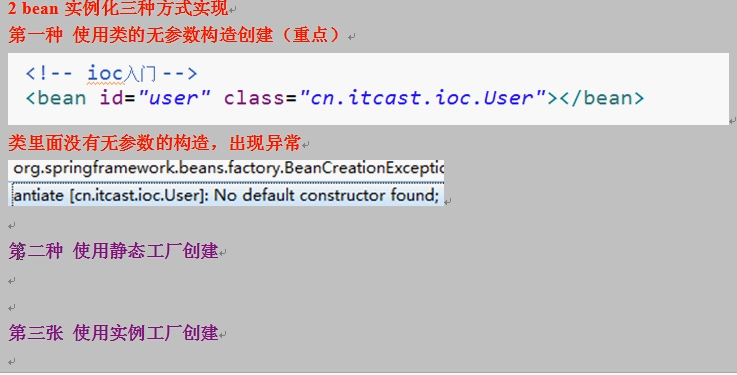 2 bean 实例化三种方式实现
第一种 使用类的无参数构造创建（重点）
<!-- ioc入门 -->
<bean id="user" class="cn.itcast.ioc.User"></bean>
类里面没有无参数的构造，出现异常
org.springframework.beans.factory.BeanCreationExceptic
antiate [cn.itcast.ioc.User]: No default constructor found;
第二种 使用静态工厂创建
第三张 使用实例工厂创建